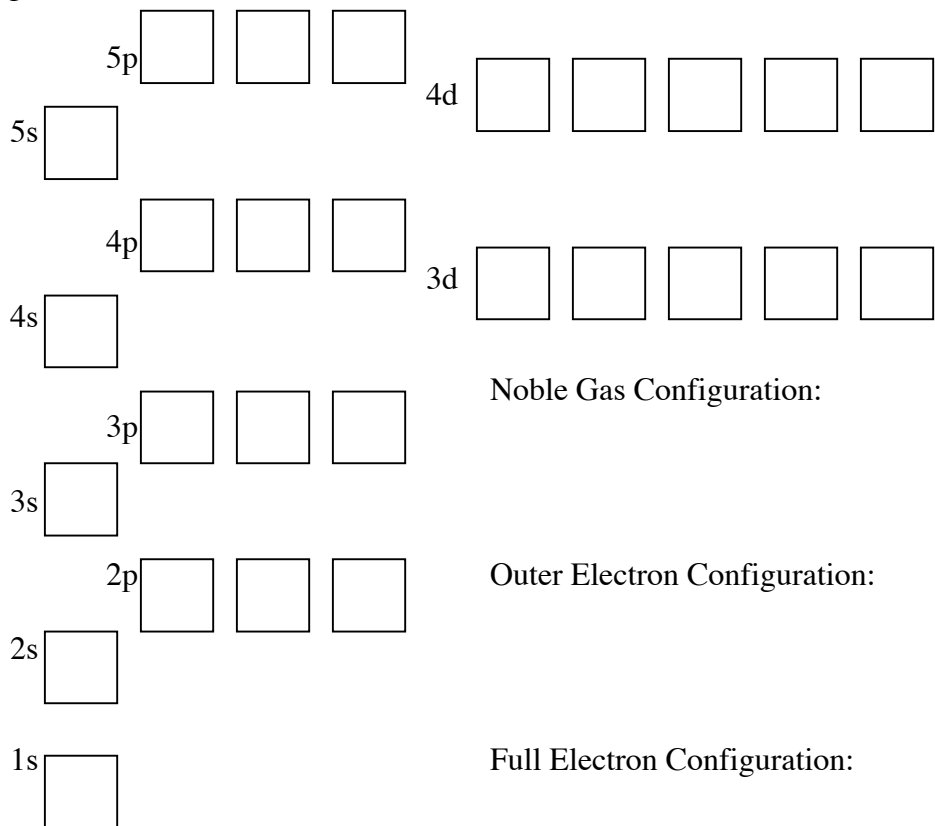 5p
4d
5s
4p
3d
4s
Noble Gas Configuration:
3p
3s
2p
Outer Electron Configuration:
2s
1s
Full Electron Configuration: